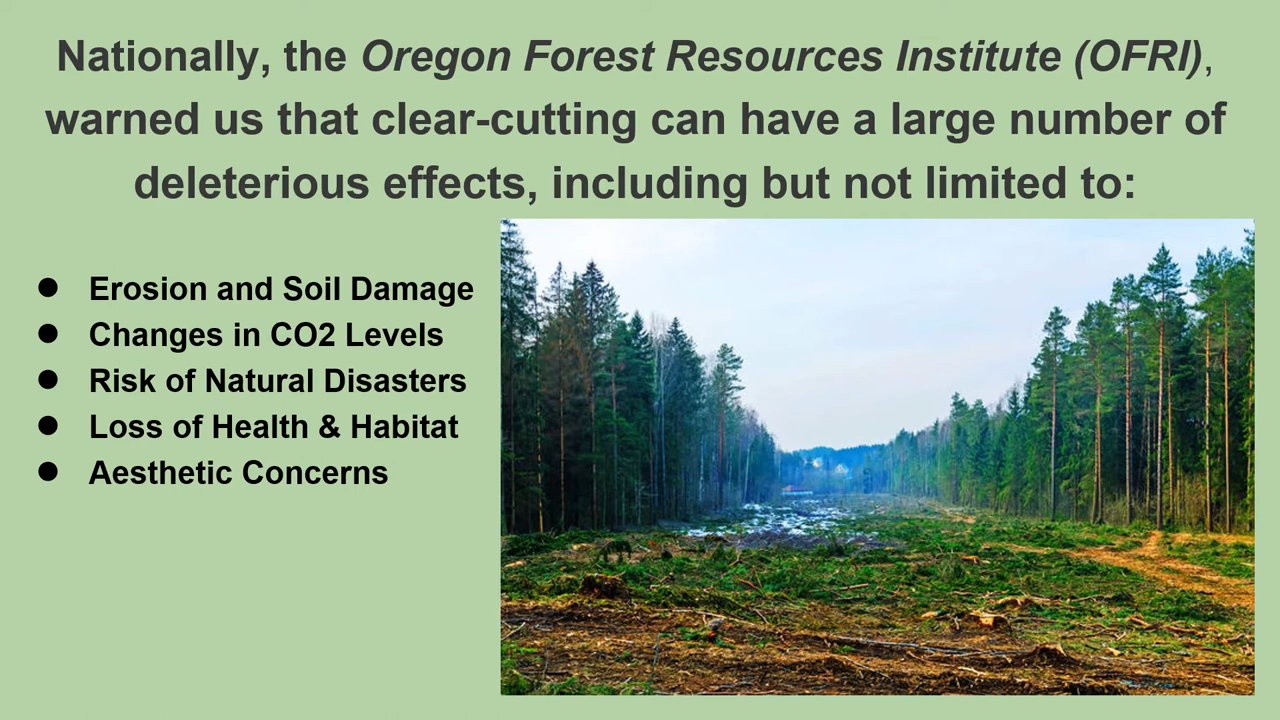 Nationally, the Oregon Forest Resources Institute (OFRI),
warned us that clear-cutting can have a large number of
deleterious effects, including but not limited to:
● Erosion and Soil Damage
● Changes in CO2 Levels
● Risk of Natural Disasters
● Loss of Health & Habitat
● Aesthetic Concerns